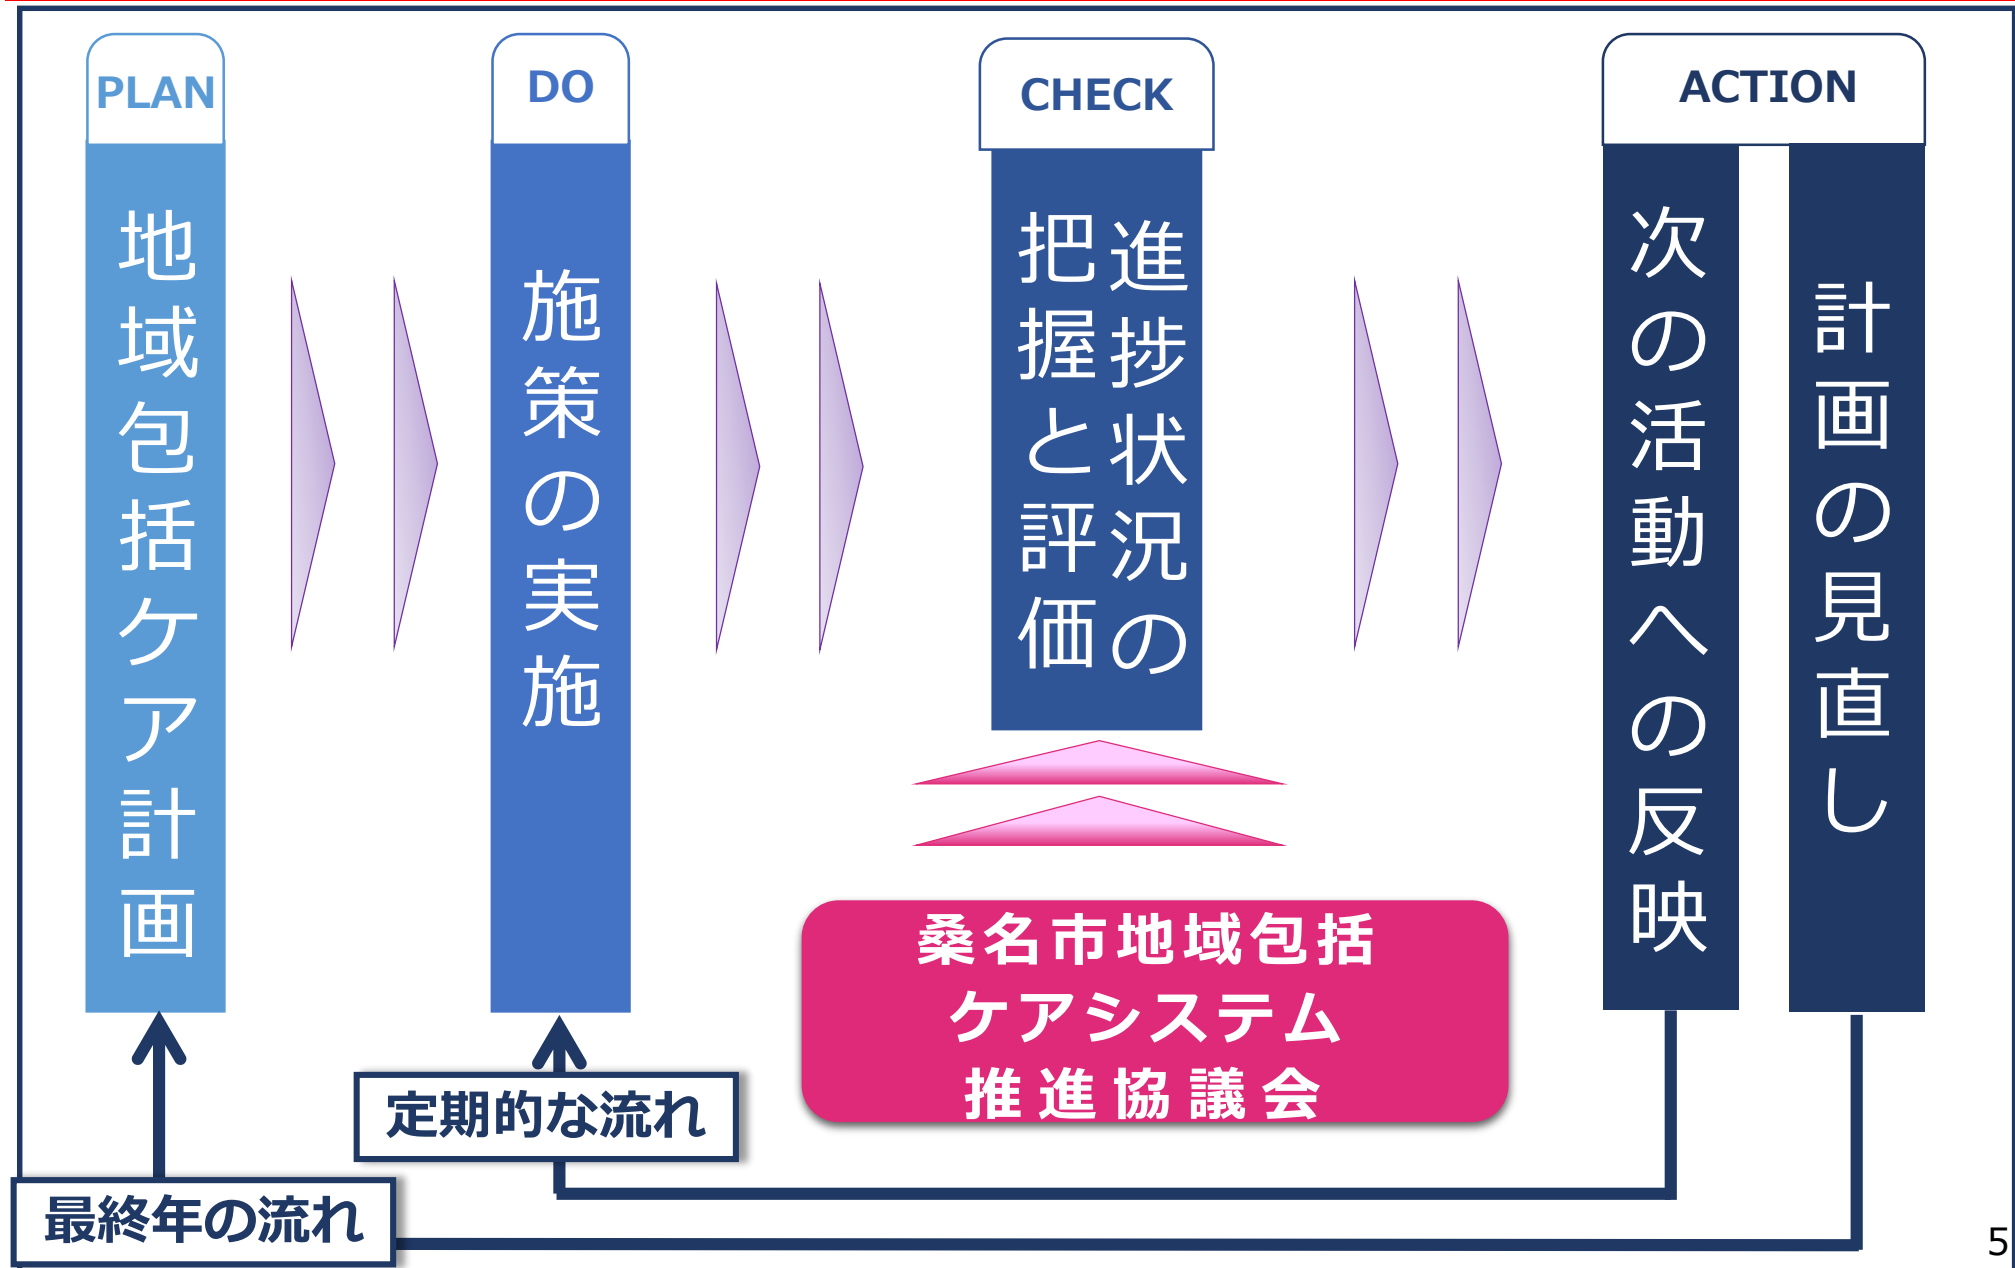 PLAN
地域包括ケア計画
DO
施策の実施
CHECK
進捗状況の
把握と評価
ACTION
次の活動への反映
計画の見直し
桑名市地域包括
ケアシステム
推進協議会
定期的な流れ
最終年の流れ
5